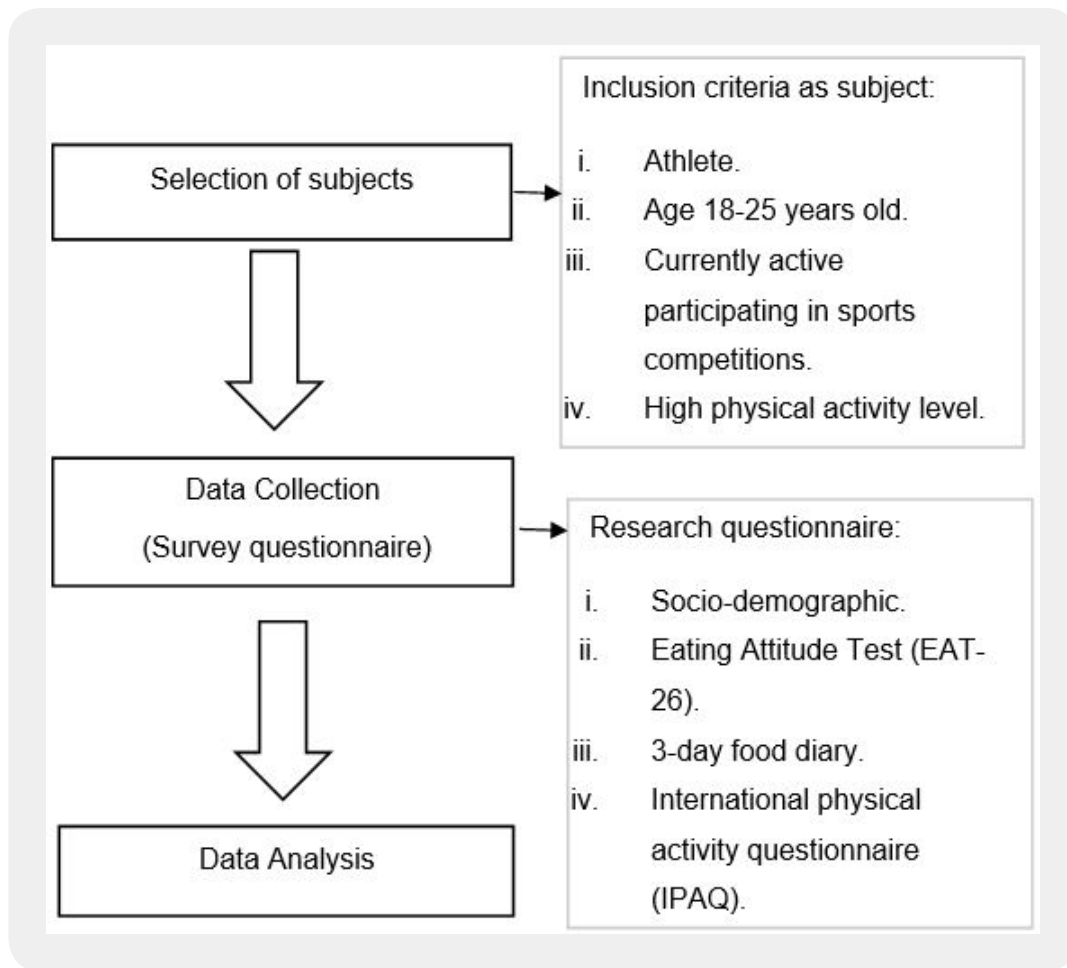 Selection of subjects
Inclusion criteria as subject:
i. Athlete.
ii. Age 18-25 years old.
iii. Currently active
participating in sports
competitions.
iv. High physical activity level.
Data Collection
(Survey questionnaire)
Research questionnaire:
i. Socio-demographic.
ii. Eating Attitude Test (EAT-
26).
iii. 3-day food diary.
iv. International physical
activity questionnaire
(IPAQ).
Data Analysis